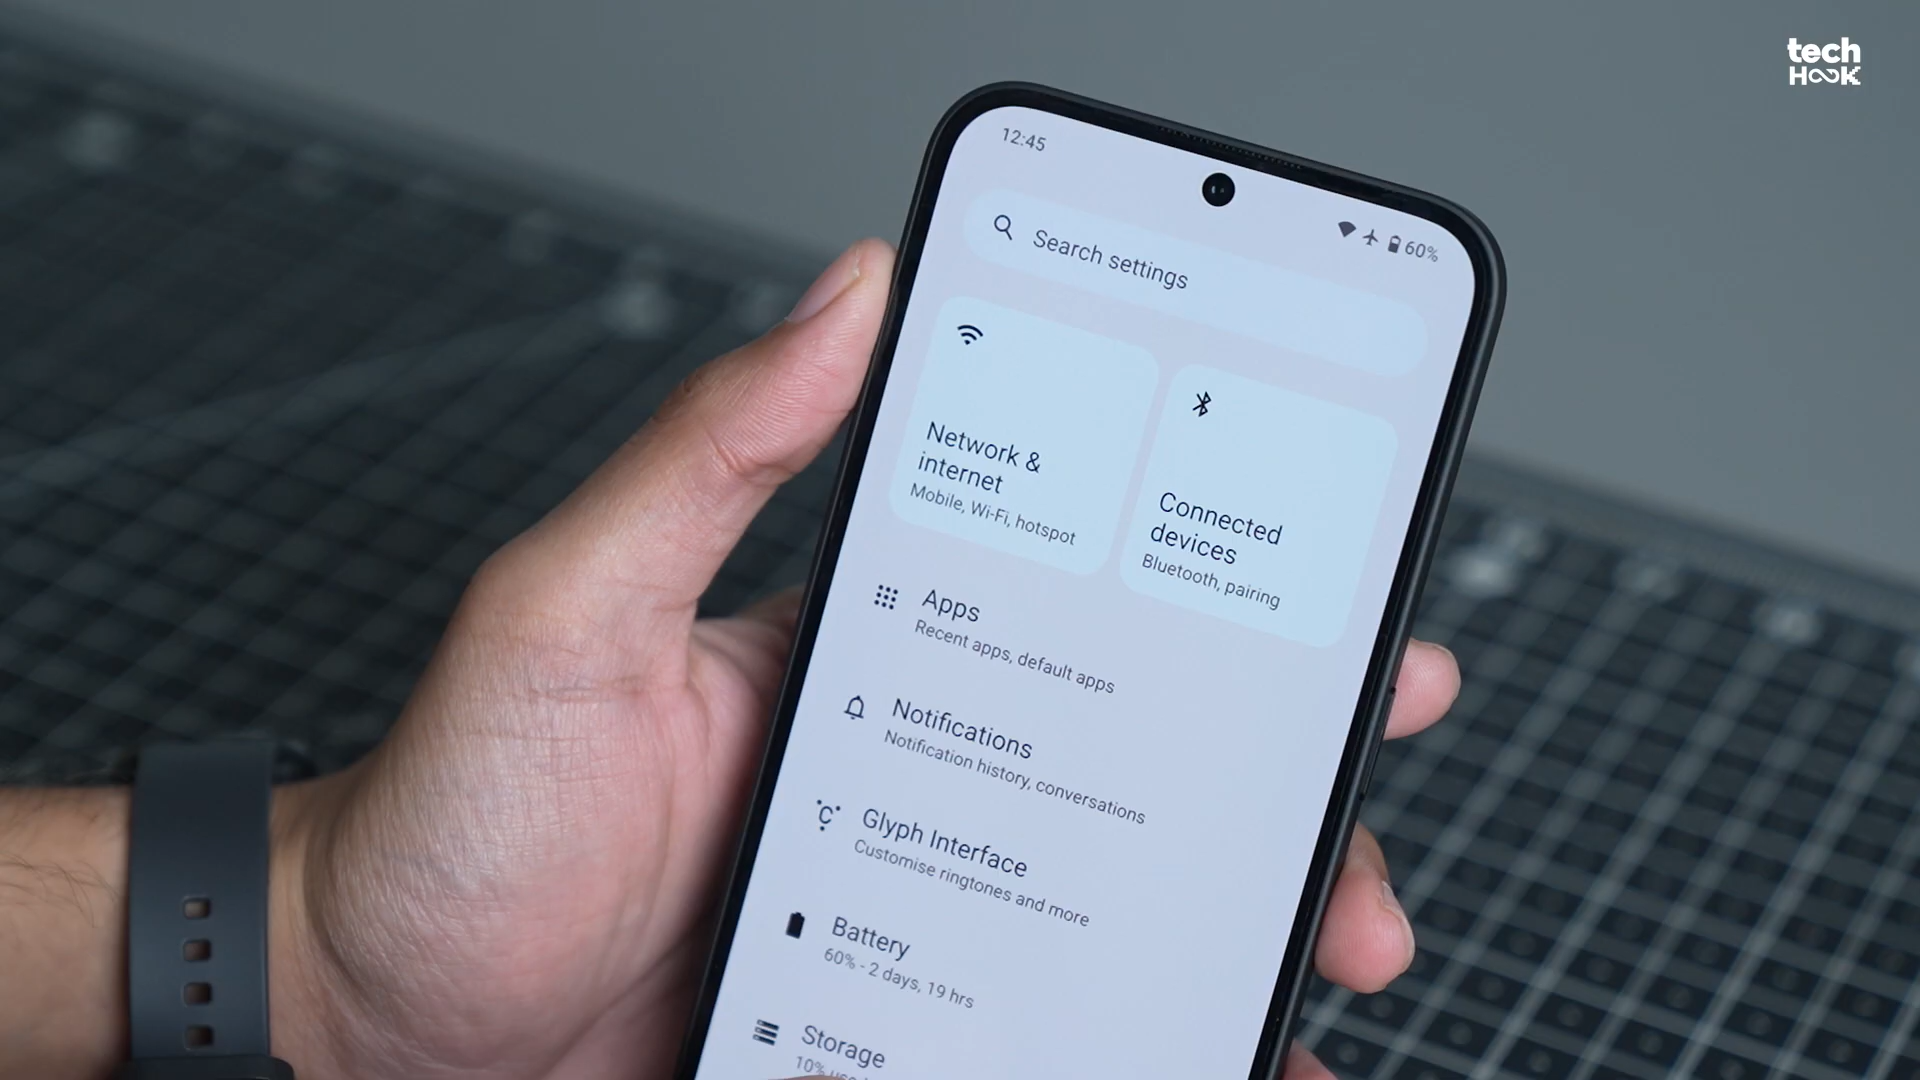 tech
HOOK
12:45
60%
Search settings
Network &
internet
Mobile, Wi-Fi, hotspot
Connected
devices
Bluetooth, pairing
Apps
Recent apps, default apps
Notifications
Notification history, conversations
Glyph Interface
Customise ringtones and more
Battery
60% - 2 days, 19 hrs
Storage
10%